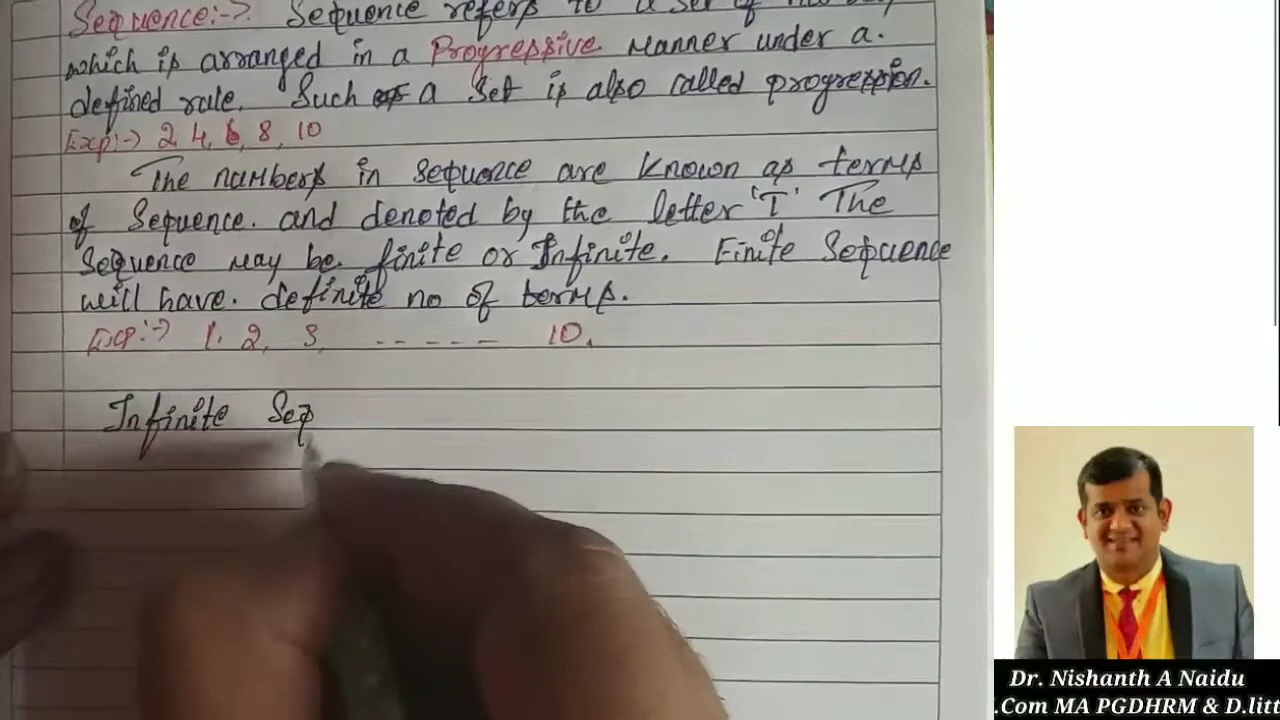 Sequence:-> Sequence refers to a set of
which is arranged in a Progressive manner under a.
defined rule. Such a set is also called progression.
Exp:-> 2, 4, 6, 8, 10
The numbers in sequence are known as terms
of Sequence. and denoted by the letter 'T' The
Sequence may be finite or Infinite. Finite Sequence
will have. definite no of terms.
Exp:-> 1, 2, 3, ----- 10.
Infinite Seq
Dr. Nishanth A Naidu
.Com MA PGDHRM & D.litt